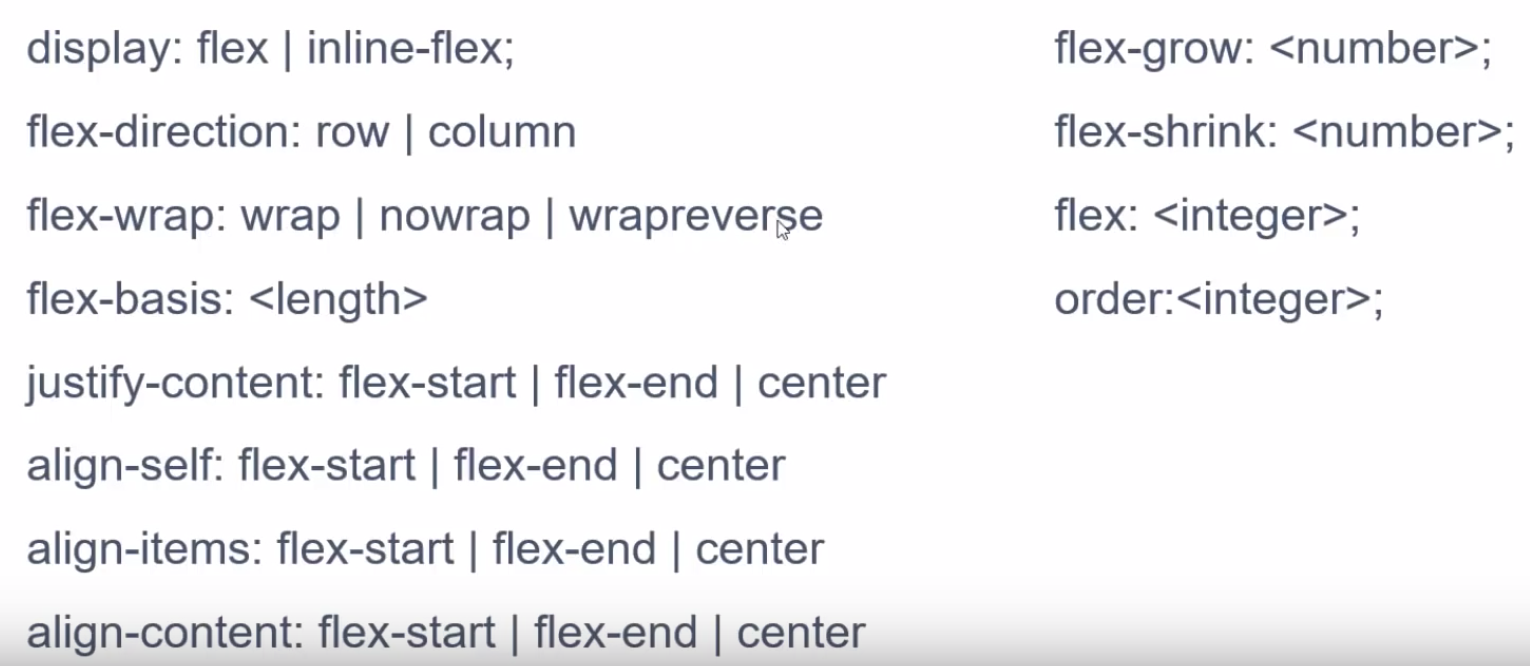 display: flex | inline-flex;
flex-direction: row | column
flex-wrap: wrap | nowrap | wrapreverse
flex-basis: <length>
justify-content: flex-start | flex-end | center
align-self: flex-start | flex-end | center
align-items: flex-start | flex-end | center
align-content: flex-start | flex-end | center
flex-grow: <number>;
flex-shrink: <number>;
flex: <integer>;
order:<integer>;